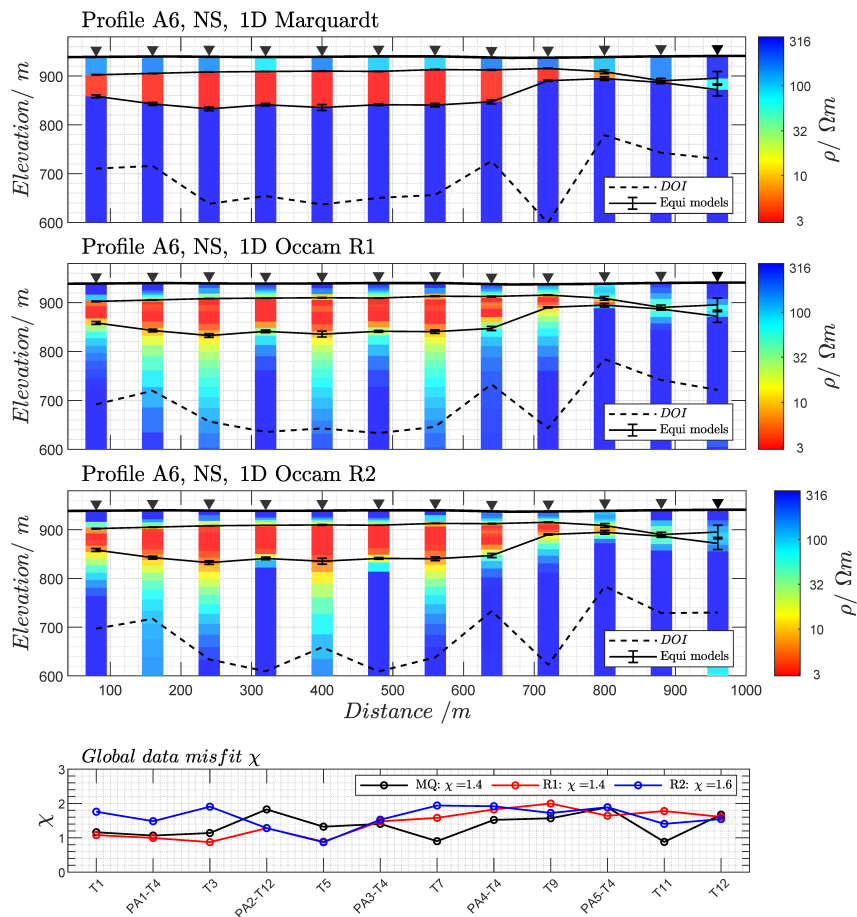 Profile A6, NS, 1D Marquardt
900
800
700
600
Elevation/ m
DOI
Equi models
316
100
32
10
3
ρ/ Ωm
Profile A6, NS, 1D Occam R1
900
800
700
600
Elevation/ m
DOI
Equi models
316
100
32
10
3
ρ/ Ωm
Profile A6, NS, 1D Occam R2
900
800
700
600
Elevation/ m
DOI
Equi models
316
100
32
10
3
ρ/ Ωm
100 200 300 400 500 600 700 800 900 1000
Distance /m
Global data misfit χ
3
2
1
0
χ
MQ: χ =1.4 R1: χ =1.4 R2: χ =1.6
T1 PA1-T4 T3 PA2-T12 T5 PA3-T4 T7 PA4-T4 T9 PA5-T4 T11 T12